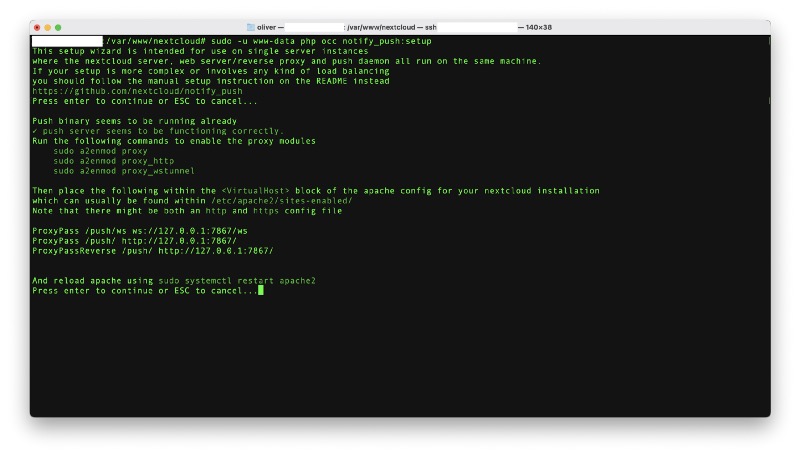 oliver — : /var/www/nextcloud — ssh — 140×38
:/var/www/nextcloud# sudo -u www-data php occ notify_push:setup
This setup wizard is intended for use on single server instances
where the nextcloud server, web server/reverse proxy and push daemon all run on the same machine.
If your setup is more complex or involves any kind of load balancing
you should follow the manual setup instruction on the README instead
https://github.com/nextcloud/notify_push
Press enter to continue or ESC to cancel...
Push binary seems to be running already
✓ push server seems to be functioning correctly.
Run the following commands to enable the proxy modules
sudo a2enmod proxy
sudo a2enmod proxy_http
sudo a2enmod proxy_wstunnel
Then place the following within the <VirtualHost> block of the apache config for your nextcloud installation
which can usually be found within /etc/apache2/sites-enabled/
Note that there might be both an http and https config file
ProxyPass /push/ws ws://127.0.0.1:7867/ws
ProxyPass /push/ http://127.0.0.1:7867/
ProxyPassReverse /push/ http://127.0.0.1:7867/
And reload apache using sudo systemctl restart apache2
Press enter to continue or ESC to cancel...